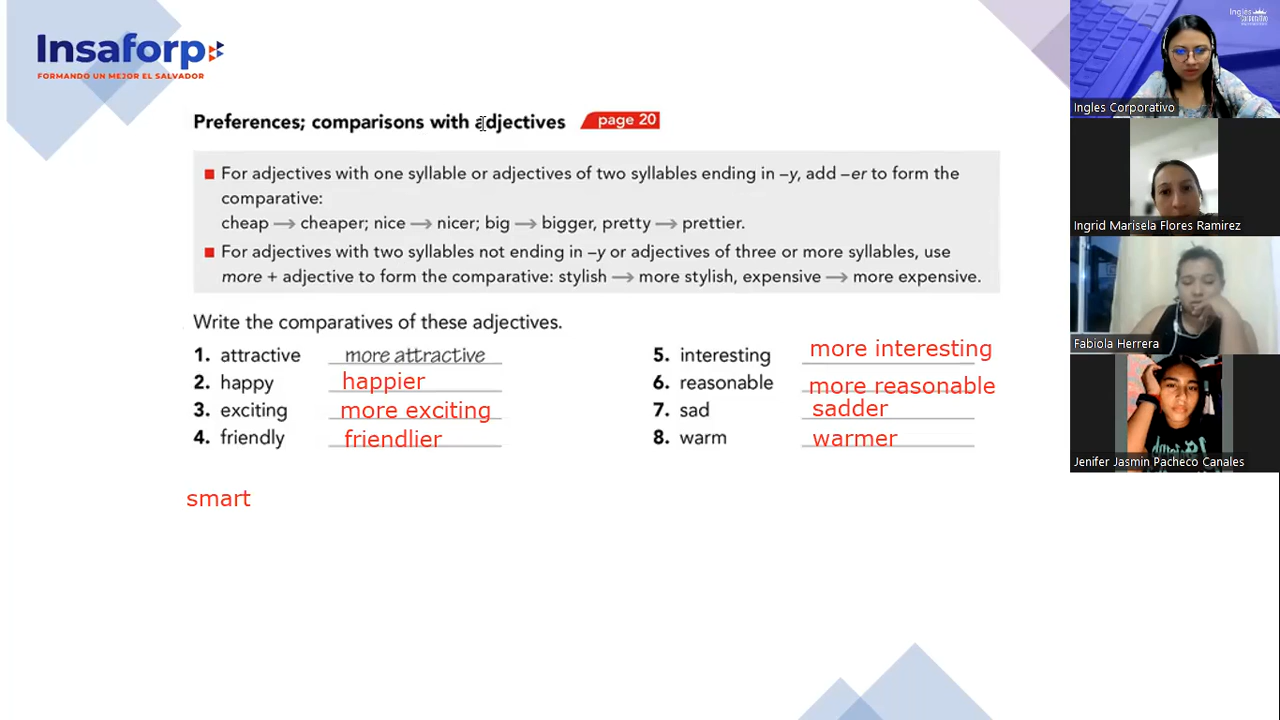 Insaforp
FORMANDO UN MEJOR EL SALVADOR
Preferences; comparisons with adjectives page 20
For adjectives with one syllable or adjectives of two syllables ending in –y, add –er to form the
comparative:
cheap → cheaper; nice → nicer; big → bigger, pretty → prettier.
For adjectives with two syllables not ending in –y or adjectives of three or more syllables, use
more + adjective to form the comparative: stylish → more stylish, expensive → more expensive.
Write the comparatives of these adjectives.
1. attractive more attractive
2. happy happier
3. exciting more exciting
4. friendly friendlier
5. interesting more interesting
6. reasonable more reasonable
7. sad sadder
8. warm warmer
smart
Ingles Corporativo
Ingrid Marisela Flores Ramirez
Fabiola Herrera
Jenifer Jasmin Pacheco Canales